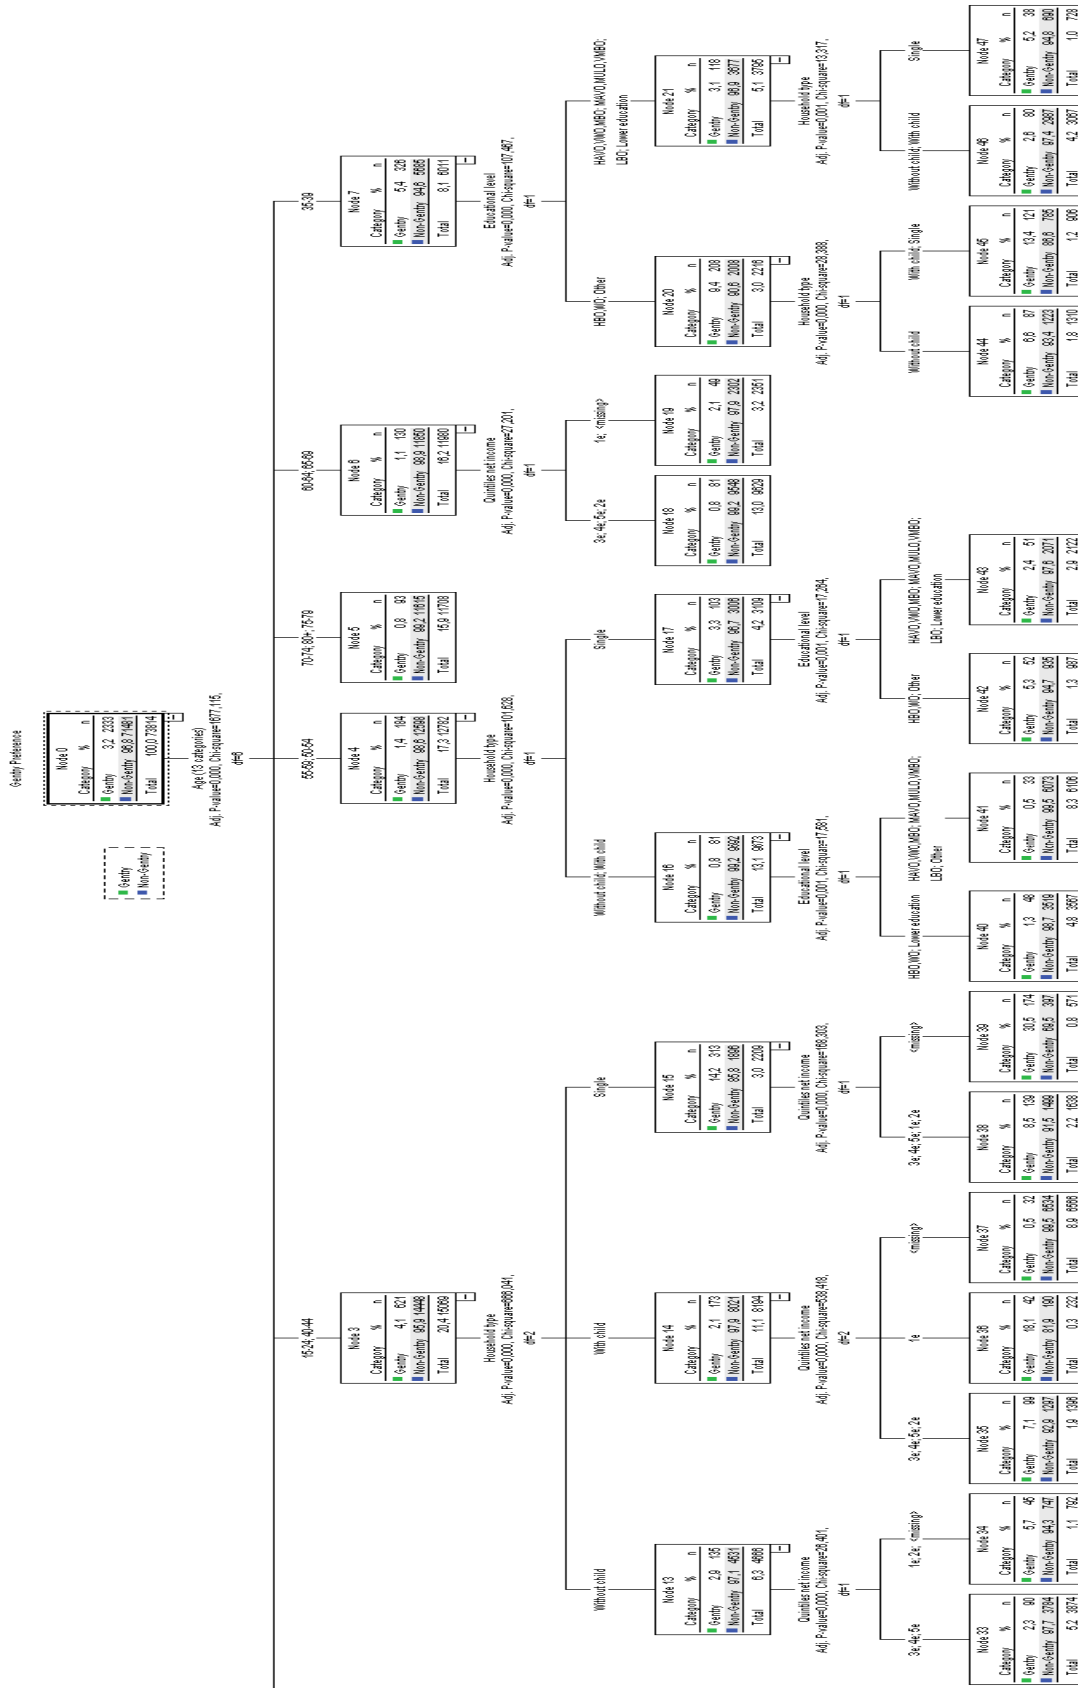 Gentry Preference
Node 0
Category % n
Gentry 3,2 2333
Non-Gentry 96,8 71481
Total 100,0 73814
Gentry
Non-Gentry
Age (13 categories)
Adj. P-value=0,000, Chi-square=1677,115,
df=6
15-24; 40-44
Node 3
Category % n
Gentry 4,1 621
Non-Gentry 95,9 14448
Total 20,4 15069
Household type
Adj. P-value=0,000, Chi-square=666,041,
df=2
55-59; 50-54
Node 4
Category % n
Gentry 1,4 184
Non-Gentry 98,6 12598
Total 17,3 12782
Household type
Adj. P-value=0,000, Chi-square=101,628,
df=1
70-74; 80+; 75-79
Node 5
Category % n
Gentry 0,8 93
Non-Gentry 99,2 11615
Total 15,9 11708
60-64; 65-69
Node 6
Category % n
Gentry 1,1 130
Non-Gentry 98,9 11850
Total 16,2 11980
Quintiles net income
Adj. P-value=0,000, Chi-square=27,201,
df=1
35-39
Node 7
Category % n
Gentry 5,4 326
Non-Gentry 94,6 5685
Total 8,1 6011
Educational level
Adj. P-value=0,000, Chi-square=107,467,
df=1
Without child
Node 13
Category % n
Gentry 2,9 135
Non-Gentry 97,1 4531
Total 6,3 4666
Quintiles net income
Adj. P-value=0,000, Chi-square=26,401,
df=1
With child
Node 14
Category % n
Gentry 2,1 173
Non-Gentry 97,9 8021
Total 11,1 8194
Quintiles net income
Adj. P-value=0,000, Chi-square=538,418,
df=2
Single
Node 15
Category % n
Gentry 14,2 313
Non-Gentry 85,8 1896
Total 3,0 2209
Quintiles net income
Adj. P-value=0,000, Chi-square=168,303,
df=1
Without child; With child
Node 16
Category % n
Gentry 0,8 81
Non-Gentry 99,2 9592
Total 13,1 9673
Educational level
Adj. P-value=0,001, Chi-square=17,581,
df=1
Single
Node 17
Category % n
Gentry 3,3 103
Non-Gentry 96,7 3006
Total 4,2 3109
Educational level
Adj. P-value=0,001, Chi-square=17,264,
df=1
3e; 4e; 5e; 2e
Node 18
Category % n
Gentry 0,8 81
Non-Gentry 99,2 9548
Total 13,0 9629
1e; <missing>
Node 19
Category % n
Gentry 2,1 49
Non-Gentry 97,9 2302
Total 3,2 2351
HBO,WO; Other
Node 20
Category % n
Gentry 9,4 208
Non-Gentry 90,6 2008
Total 3,0 2216
Household type
Adj. P-value=0,000, Chi-square=28,388,
df=1
HAVO,VWO,MBO; MAVO,MULO,VMBO;
LBO; Lower education
Node 21
Category % n
Gentry 3,1 118
Non-Gentry 96,9 3677
Total 5,1 3795
Household type
Adj. P-value=0,001, Chi-square=13,317,
df=1
3e; 4e; 5e
Node 33
Category % n
Gentry 2,3 90
Non-Gentry 97,7 3784
Total 5,2 3874
1e; 2e; <missing>
Node 34
Category % n
Gentry 5,7 45
Non-Gentry 94,3 747
Total 1,1 792
3e; 4e; 5e; 2e
Node 35
Category % n
Gentry 7,1 99
Non-Gentry 92,9 1297
Total 1,9 1396
1e
Node 36
Category % n
Gentry 18,1 42
Non-Gentry 81,9 190
Total 0,3 232
<missing>
Node 37
Category % n
Gentry 0,5 32
Non-Gentry 99,5 6534
Total 8,9 6566
3e; 4e; 5e; 1e; 2e
Node 38
Category % n
Gentry 8,5 139
Non-Gentry 91,5 1499
Total 2,2 1638
<missing>
Node 39
Category % n
Gentry 30,5 174
Non-Gentry 69,5 397
Total 0,8 571
HBO,WO; Lower education
Node 40
Category % n
Gentry 1,3 48
Non-Gentry 98,7 3519
Total 4,8 3567
HAVO,VWO,MBO; MAVO,MULO,VMBO;
LBO; Other
Node 41
Category % n
Gentry 0,5 33
Non-Gentry 99,5 6073
Total 8,3 6106
HBO,WO; Other
Node 42
Category % n
Gentry 5,3 52
Non-Gentry 94,7 935
Total 1,3 987
HAVO,VWO,MBO; MAVO,MULO,VMBO;
LBO; Lower education
Node 43
Category % n
Gentry 2,4 51
Non-Gentry 97,6 2071
Total 2,9 2122
Without child
Node 44
Category % n
Gentry 6,6 87
Non-Gentry 93,4 1223
Total 1,8 1310
With child; Single
Node 45
Category % n
Gentry 13,4 121
Non-Gentry 86,6 785
Total 1,2 906
Without child; With child
Node 46
Category % n
Gentry 2,6 80
Non-Gentry 97,4 2987
Total 4,2 3067
Single
Node 47
Category % n
Gentry 5,2 38
Non-Gentry 94,8 690
Total 1,0 728